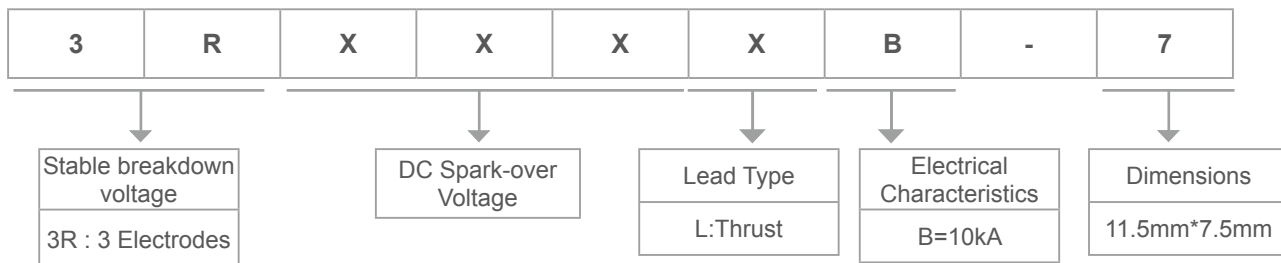 3 R X X X X B - 7
Stable breakdown
voltage
3R : 3 Electrodes
DC Spark-over
Voltage
Lead Type
L:Thrust
Electrical
Characteristics
B=10kA
Dimensions
11.5mm*7.5mm